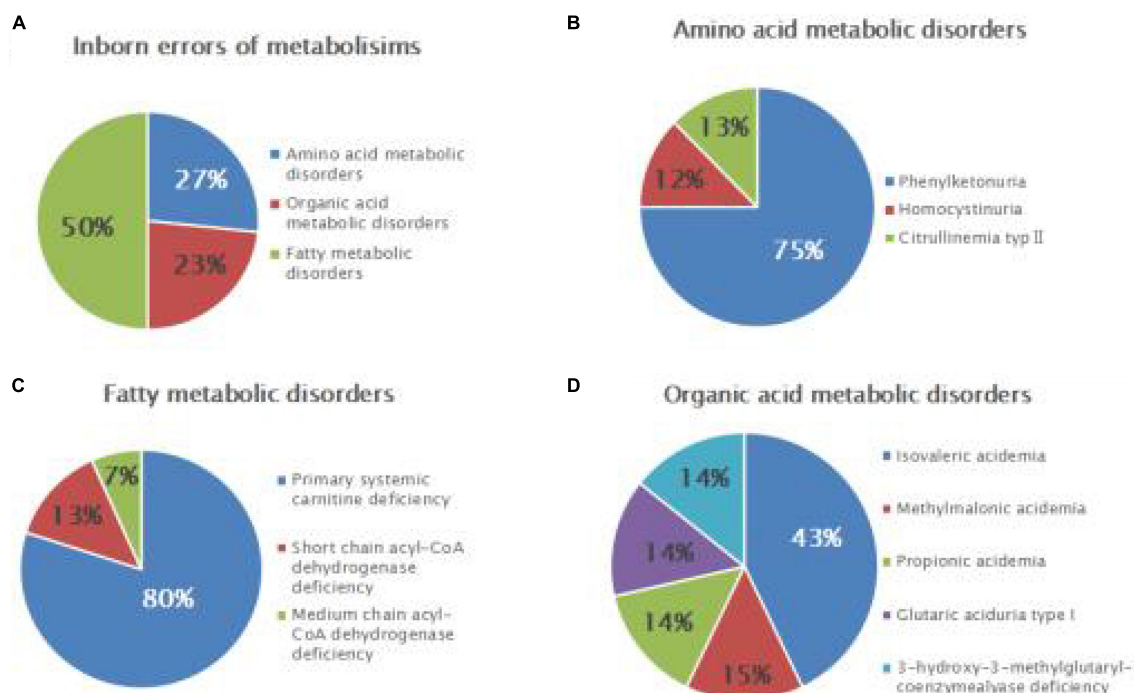 A
Inborn errors of metabolisims
27%
50%
23%
Amino acid metabolic
disorders
Organic acid
metabolic disorders
Fatty metabolic
disorders
B
Amino acid metabolic disorders
13%
12%
75%
Phenylketonuria
Homocystinuria
Citrullinemia typ II
C
Fatty metabolic disorders
7%
13%
80%
Primary systemic
carnitine deficiency
Short chain acyl-CoA
dehydrogenase
deficiency
Medium chain acyl-
CoA dehydrogenase
deficiency
D
Organic acid metabolic disorders
14%
43%
14%
14%
15%
Isovaleric acidemia
Methylmalonic acidemia
Propionic acidemia
Glutaric aciduria type I
3-hydroxy-3-methylglutaryl-
coenzymealyase deficiency